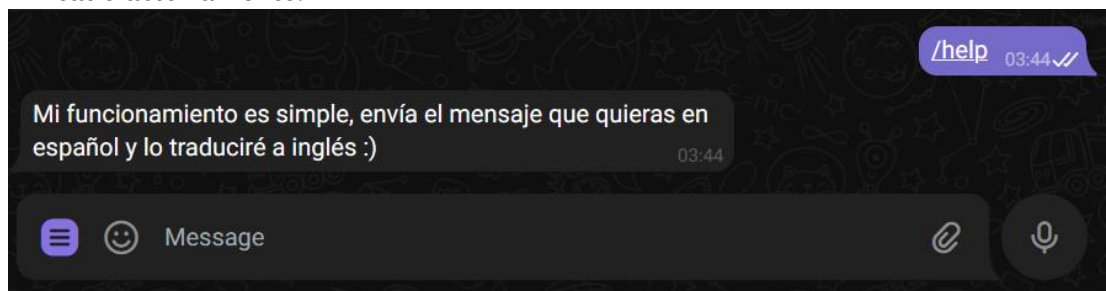 /help 03:44
Mi funcionamiento es simple, envía el mensaje que quieras en
español y lo traduciré a inglés :)
03:44
Message